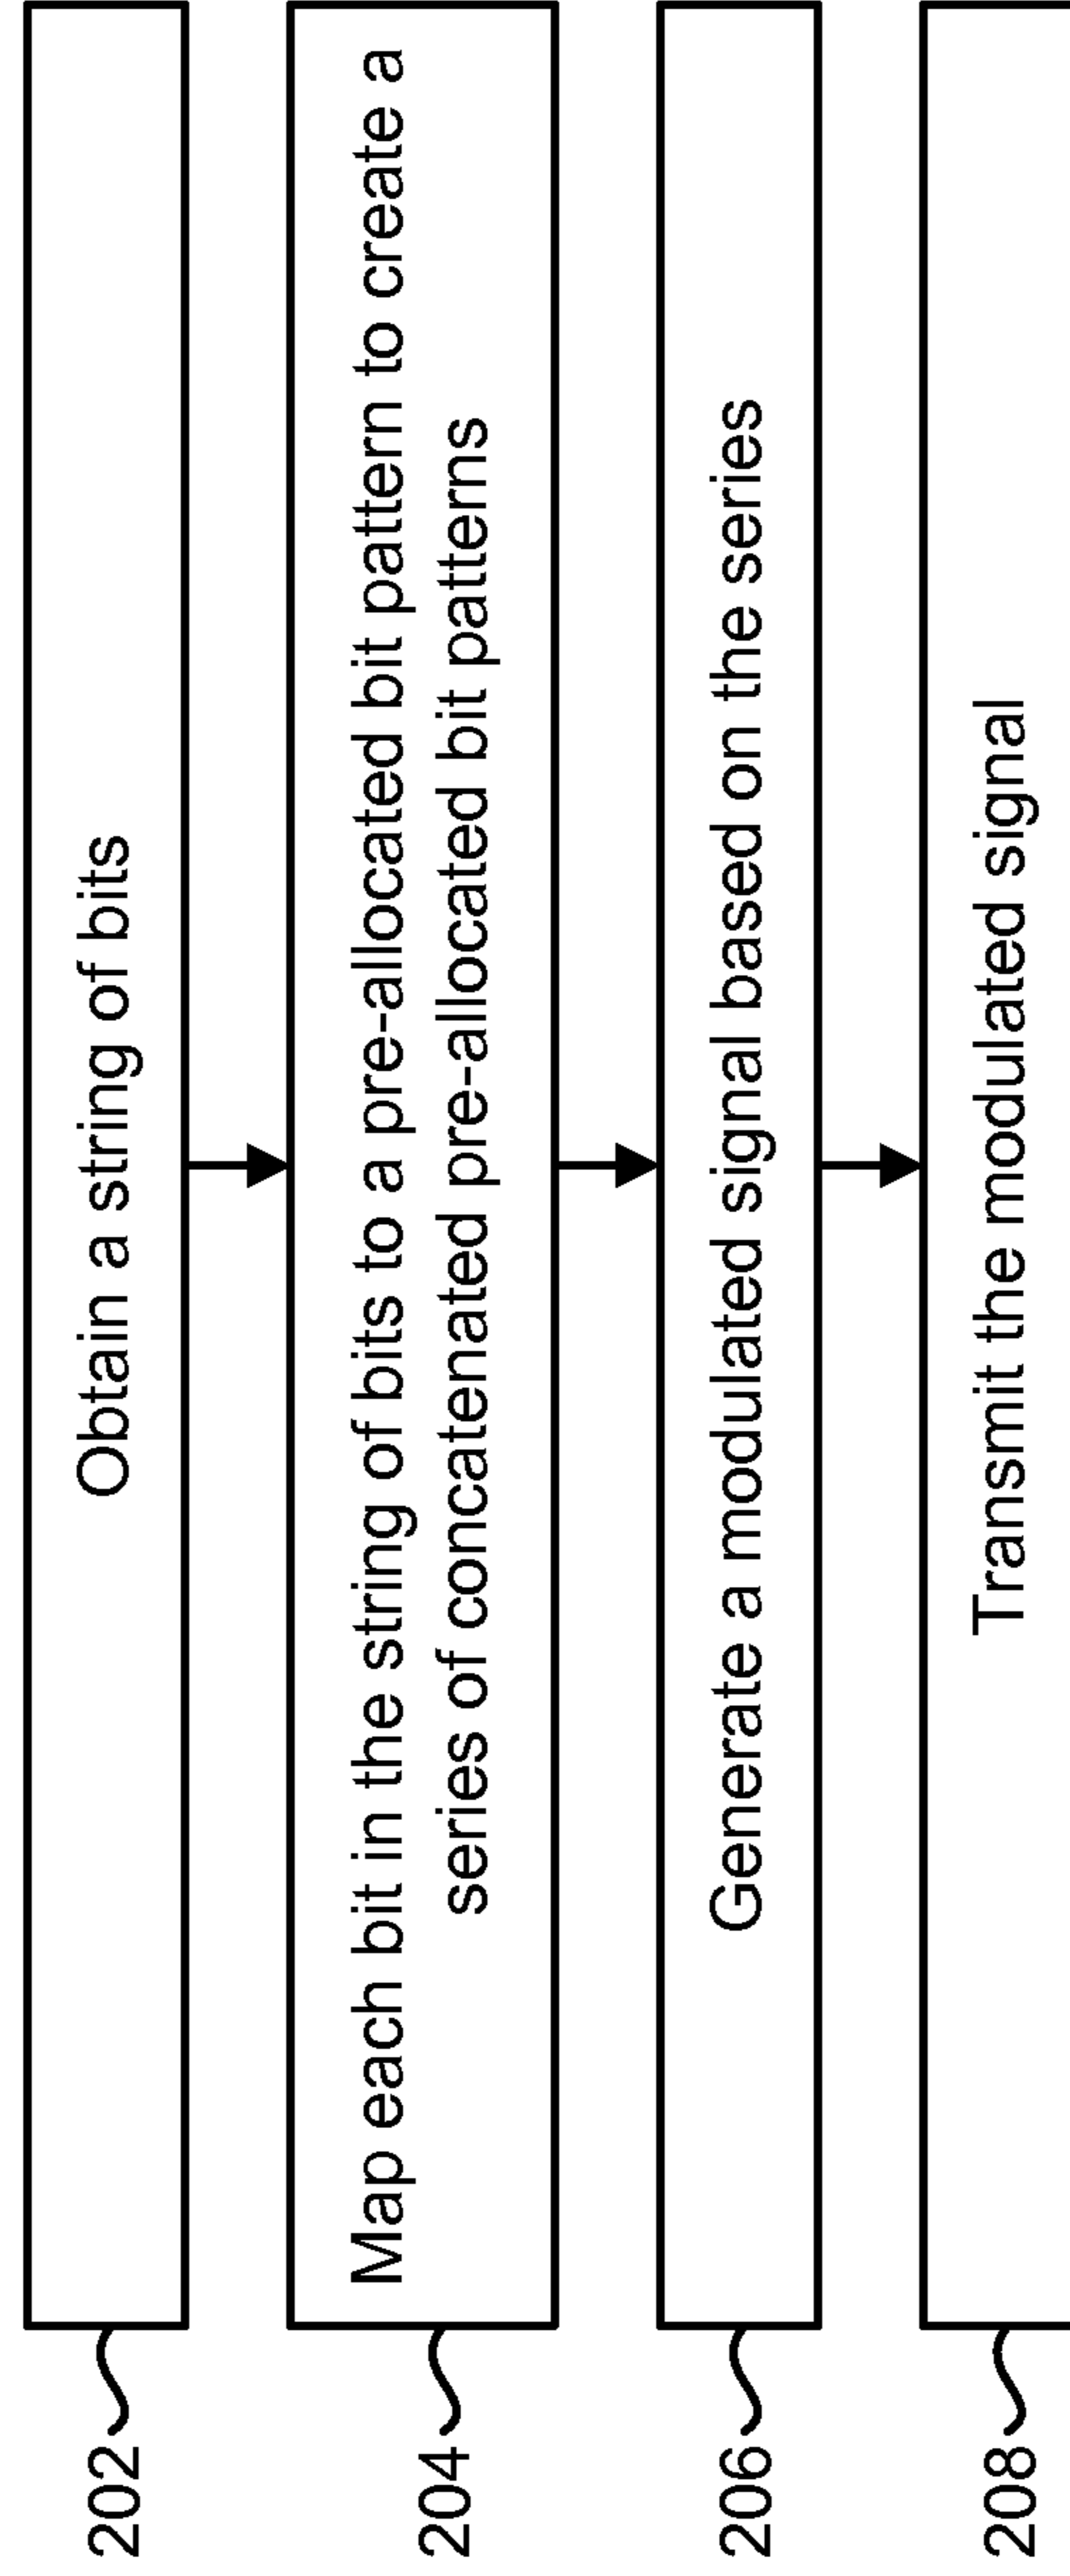 202
Obtain a string of bits
204
Map each bit in the string of bits to a pre-allocated bit pattern to create a
series of concatenated pre-allocated bit patterns
206
Generate a modulated signal based on the series
208
Transmit the modulated signal